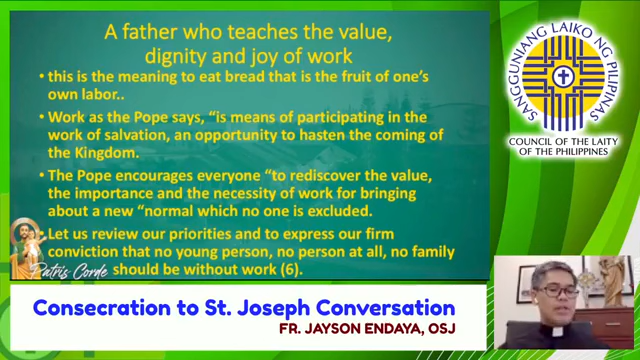 A father who teaches the value,
dignity and joy of work
• this is the meaning to eat bread that is the fruit of one's
own labor..
• Work as the Pope says, “is means of participating in the
work of salvation, an opportunity to hasten the coming of
the Kingdom.
• The Pope encourages everyone “to rediscover the value,
the importance and the necessity of work for bringing
about a new “normal which no one is excluded.
• Let us review our priorities and to express our firm
conviction that no young person, no person at all, no family
should be without work (6).
Patris Corde
SANGGUNIANG LAIKO NG PILIPINAS
COUNCIL OF THE LAITY
OF THE PHILIPPINES
Consecration to St. Joseph Conversation
FR. JAYSON ENDAYA, OSJ